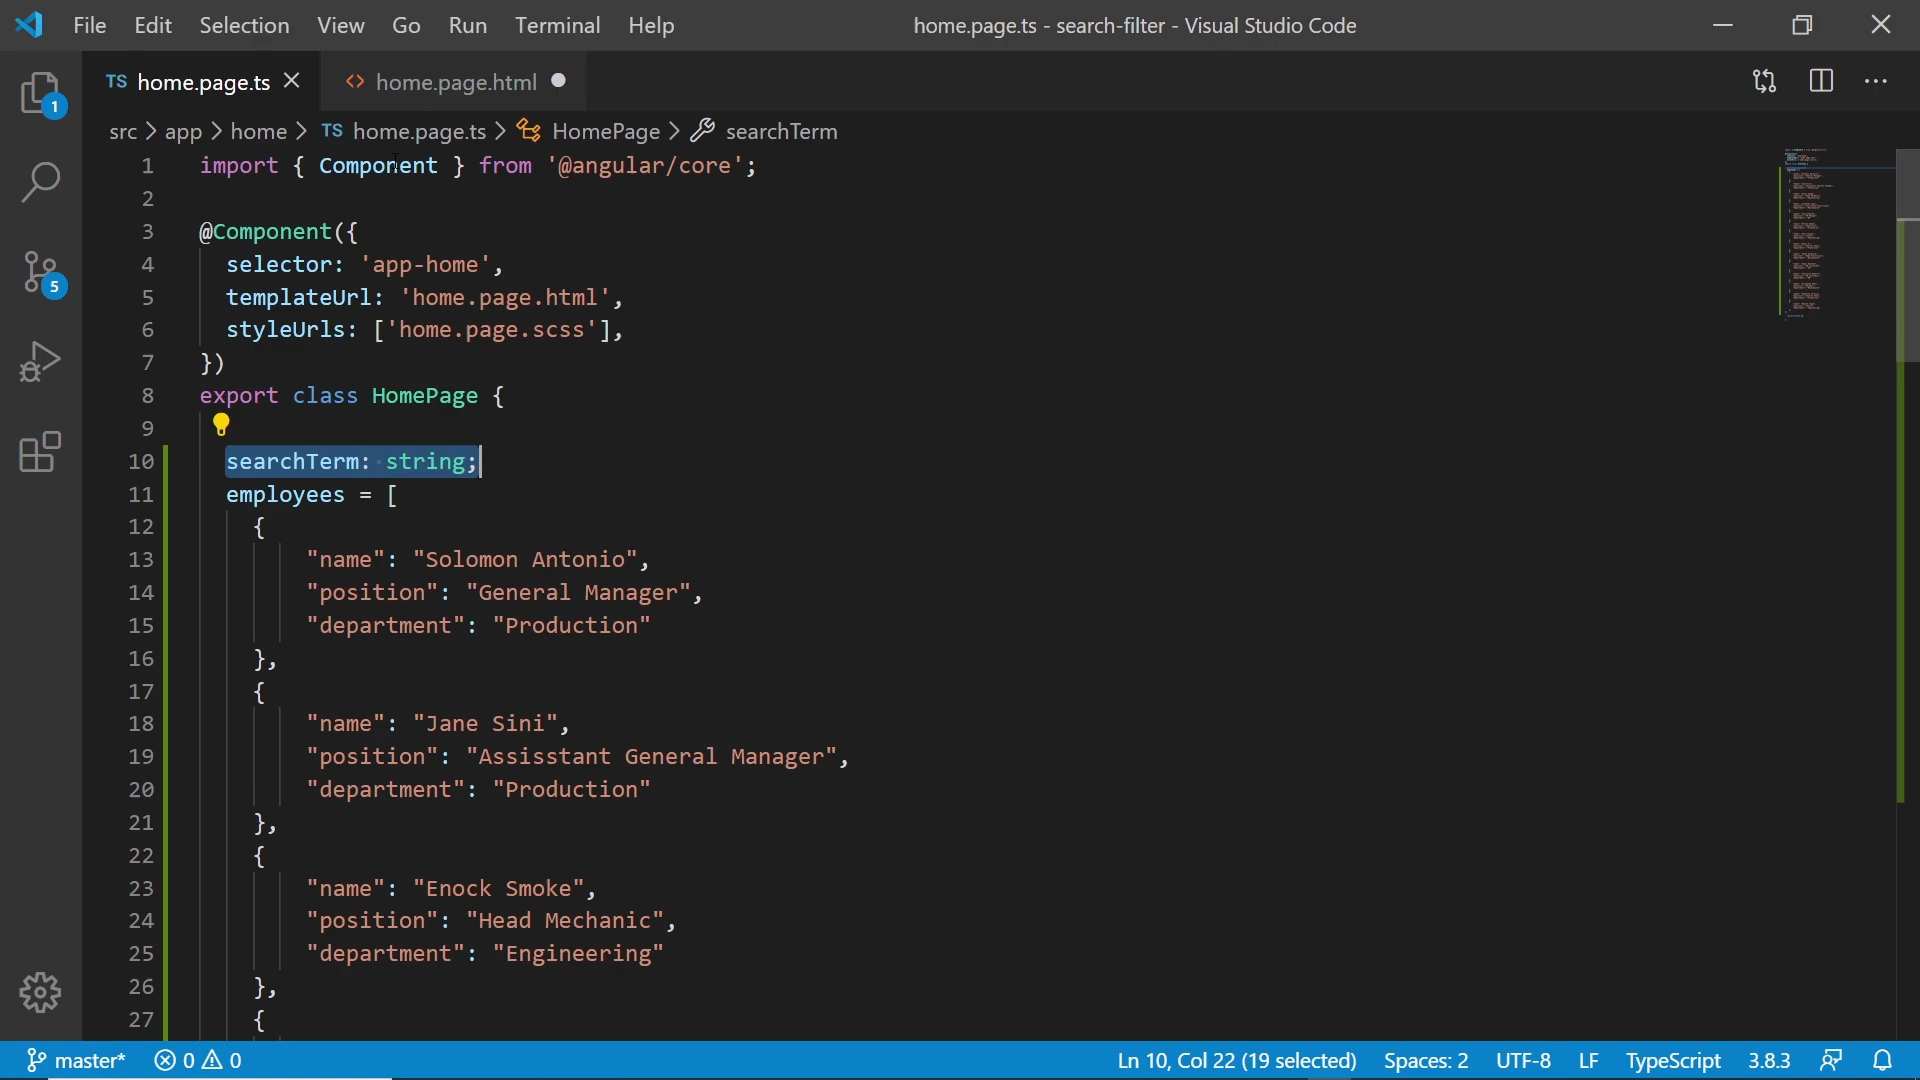 File Edit Selection View Go Run Terminal Help home.page.ts - search-filter - Visual Studio Code
TS home.page.ts home.page.html
1
src > app > home > TS home.page.ts > HomePage > searchTerm
1 import { Component } from '@angular/core';
2
3 @Component({
4 selector: 'app-home',
5 templateUrl: 'home.page.html',
6 styleUrls: ['home.page.scss'],
5
7 })
8 export class HomePage {
9
10 searchTerm: string;
11 employees = [
12 {
13 "name": "Solomon Antonio",
14 "position": "General Manager",
15 "department": "Production"
16 },
17 {
18 "name": "Jane Sini",
19 "position": "Assisstant General Manager",
20 "department": "Production"
21 },
22 {
23 "name": "Enock Smoke",
24 "position": "Head Mechanic",
25 "department": "Engineering"
26 },
27 {
master* 0 0 Ln 10, Col 22 (19 selected) Spaces: 2 UTF-8 LF TypeScript 3.8.3